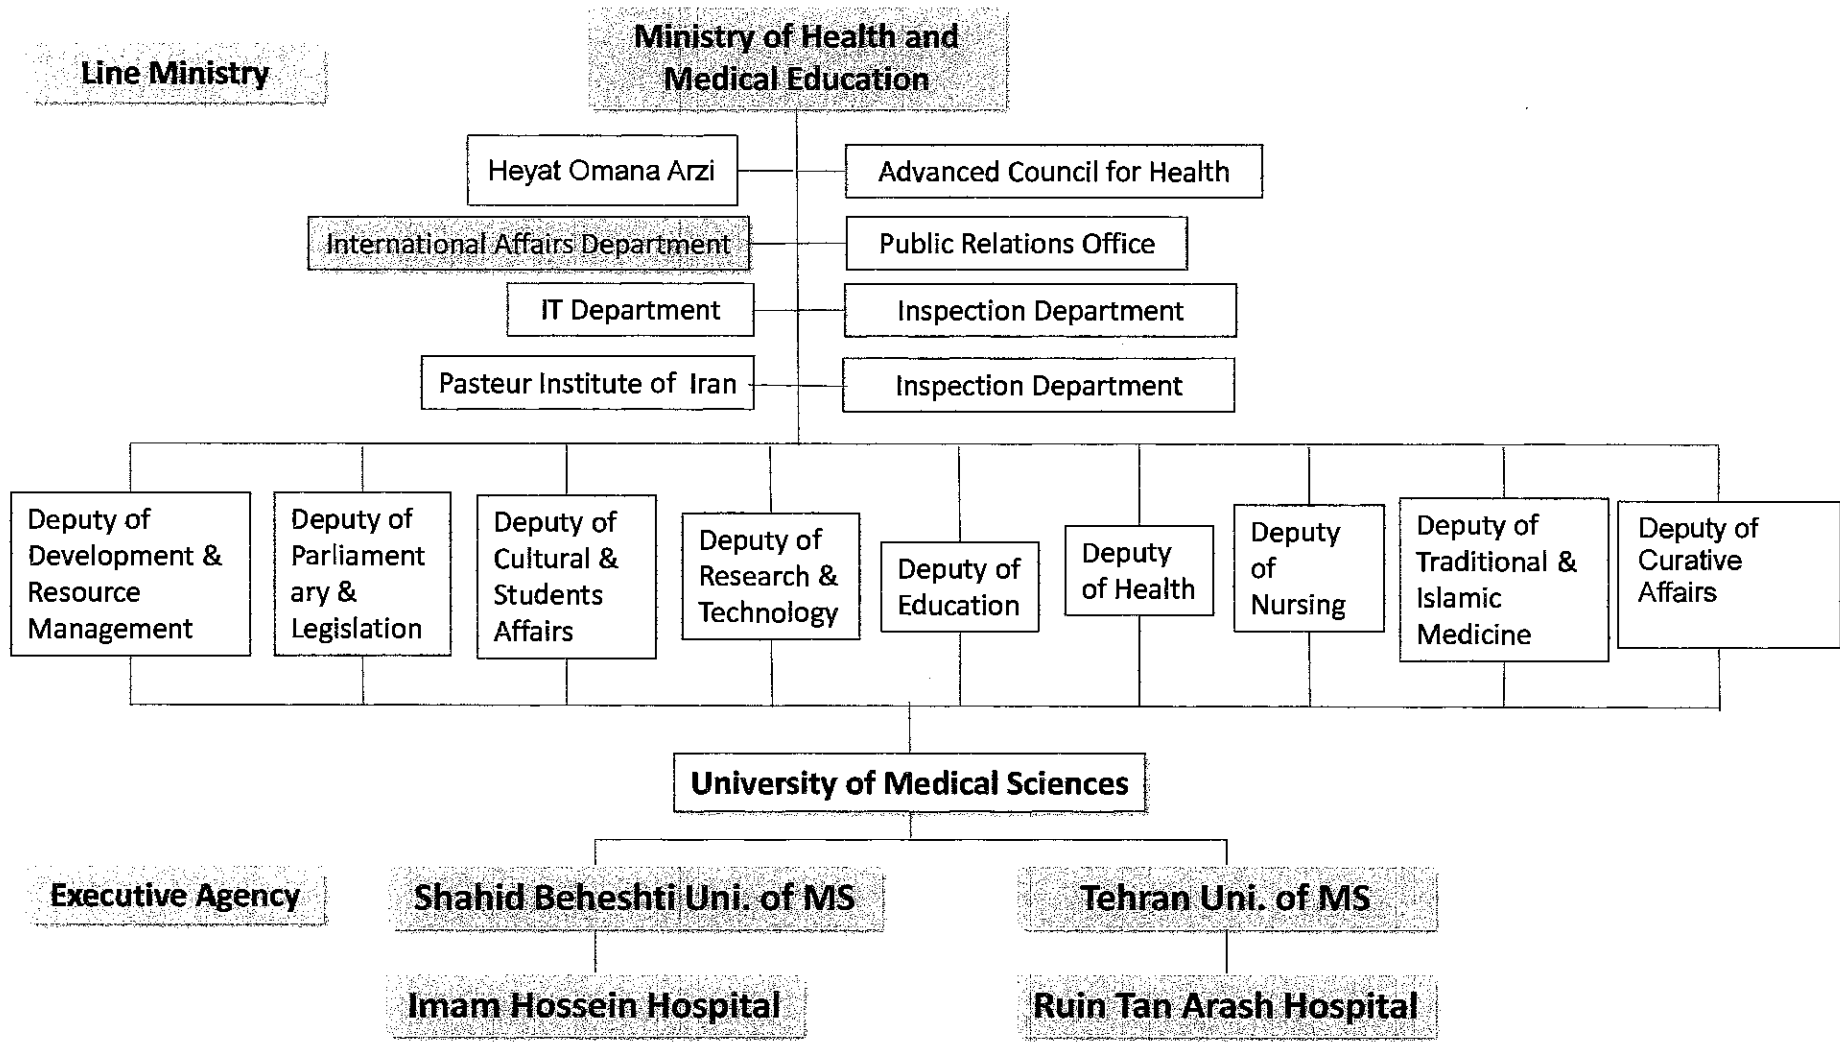 Line Ministry
Ministry of Health and
Medical Education
Heyat Omana Arzi
Advanced Council for Health
International Affairs Department
Public Relations Office
IT Department
Inspection Department
Pasteur Institute of Iran
Inspection Department
Deputy of
Development &
Resource
Management
Deputy of
Parliament
ary &
Legislation
Deputy of
Cultural &
Students
Affairs
Deputy of
Research &
Technology
Deputy of
Education
Deputy
of Health
Deputy
of
Nursing
Deputy of
Traditional &
Islamic
Medicine
Deputy of
Curative
Affairs
University of Medical Sciences
Executive Agency
Shahid Beheshti Uni. of MS
Tehran Uni. of MS
Imam Hossein Hospital
Ruin Tan Arash Hospital